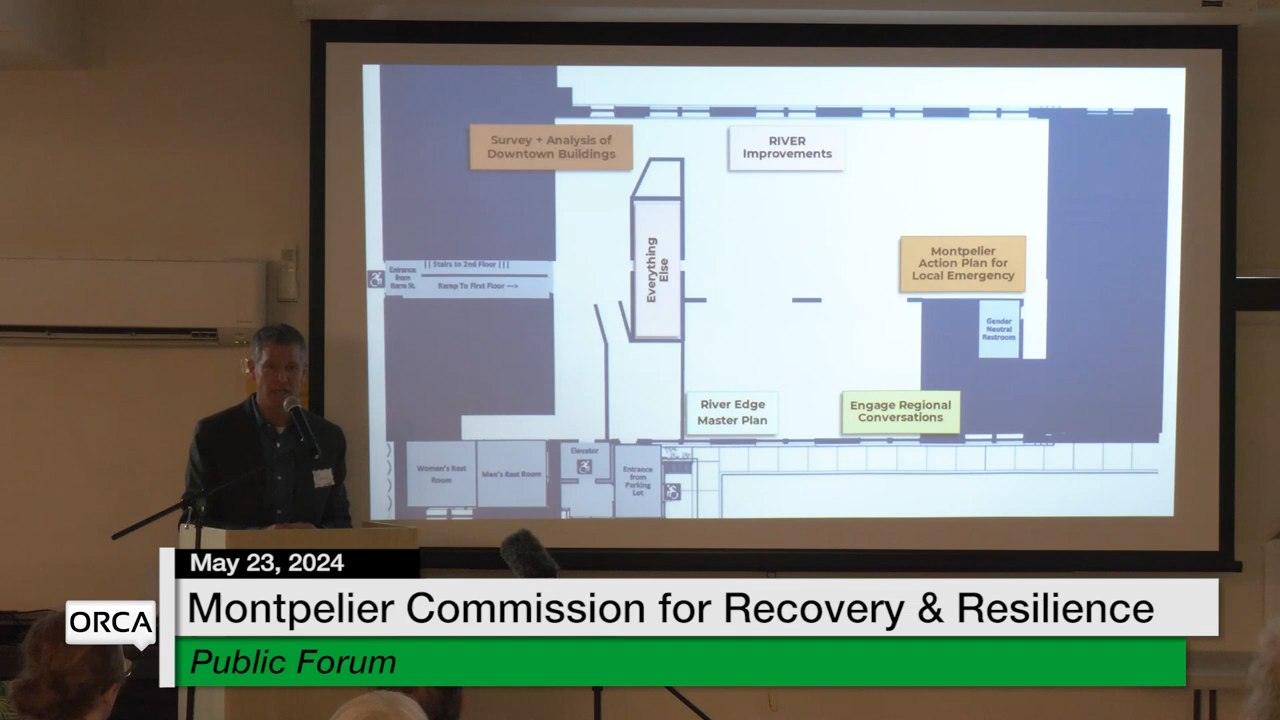 Survey + Analysis of
Downtown Buildings
RIVER
Improvements
Everything
Else
Montpelier
Action Plan for
Local Emergency
|| Stairs to 2nd Floor |||
Entrance
from
Barre St.
Ramp To First Floor —>
Gender
Neutral
Restroom
River Edge
Master Plan
Engage Regional
Conversations
Women's Rest
Room
Men's Rest Room
Elevator
Entrance
from
Parking
Lot
May 23, 2024
ORCA
Montpelier Commission for Recovery & Resilience
Public Forum